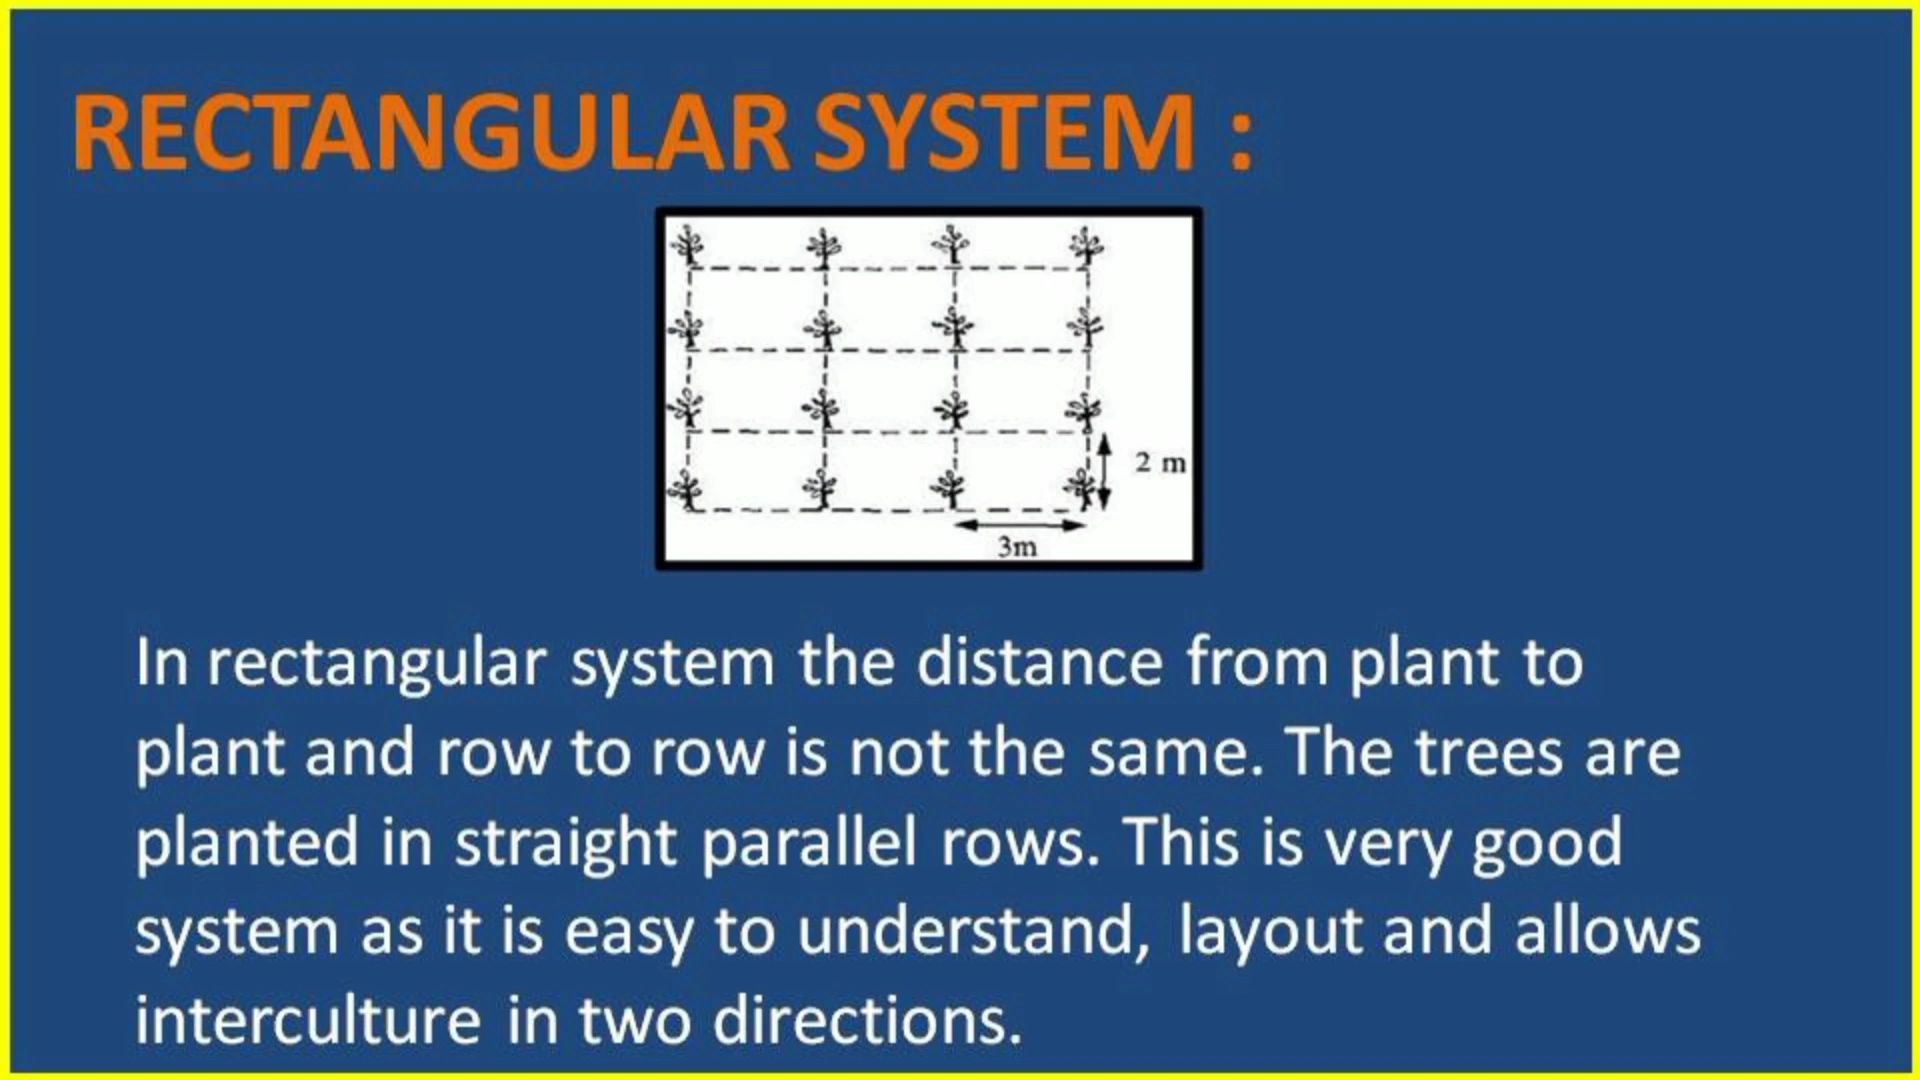 RECTANGULAR SYSTEM :
2 m
3m
In rectangular system the distance from plant to
plant and row to row is not the same. The trees are
planted in straight parallel rows. This is very good
system as it is easy to understand, layout and allows
interculture in two directions.